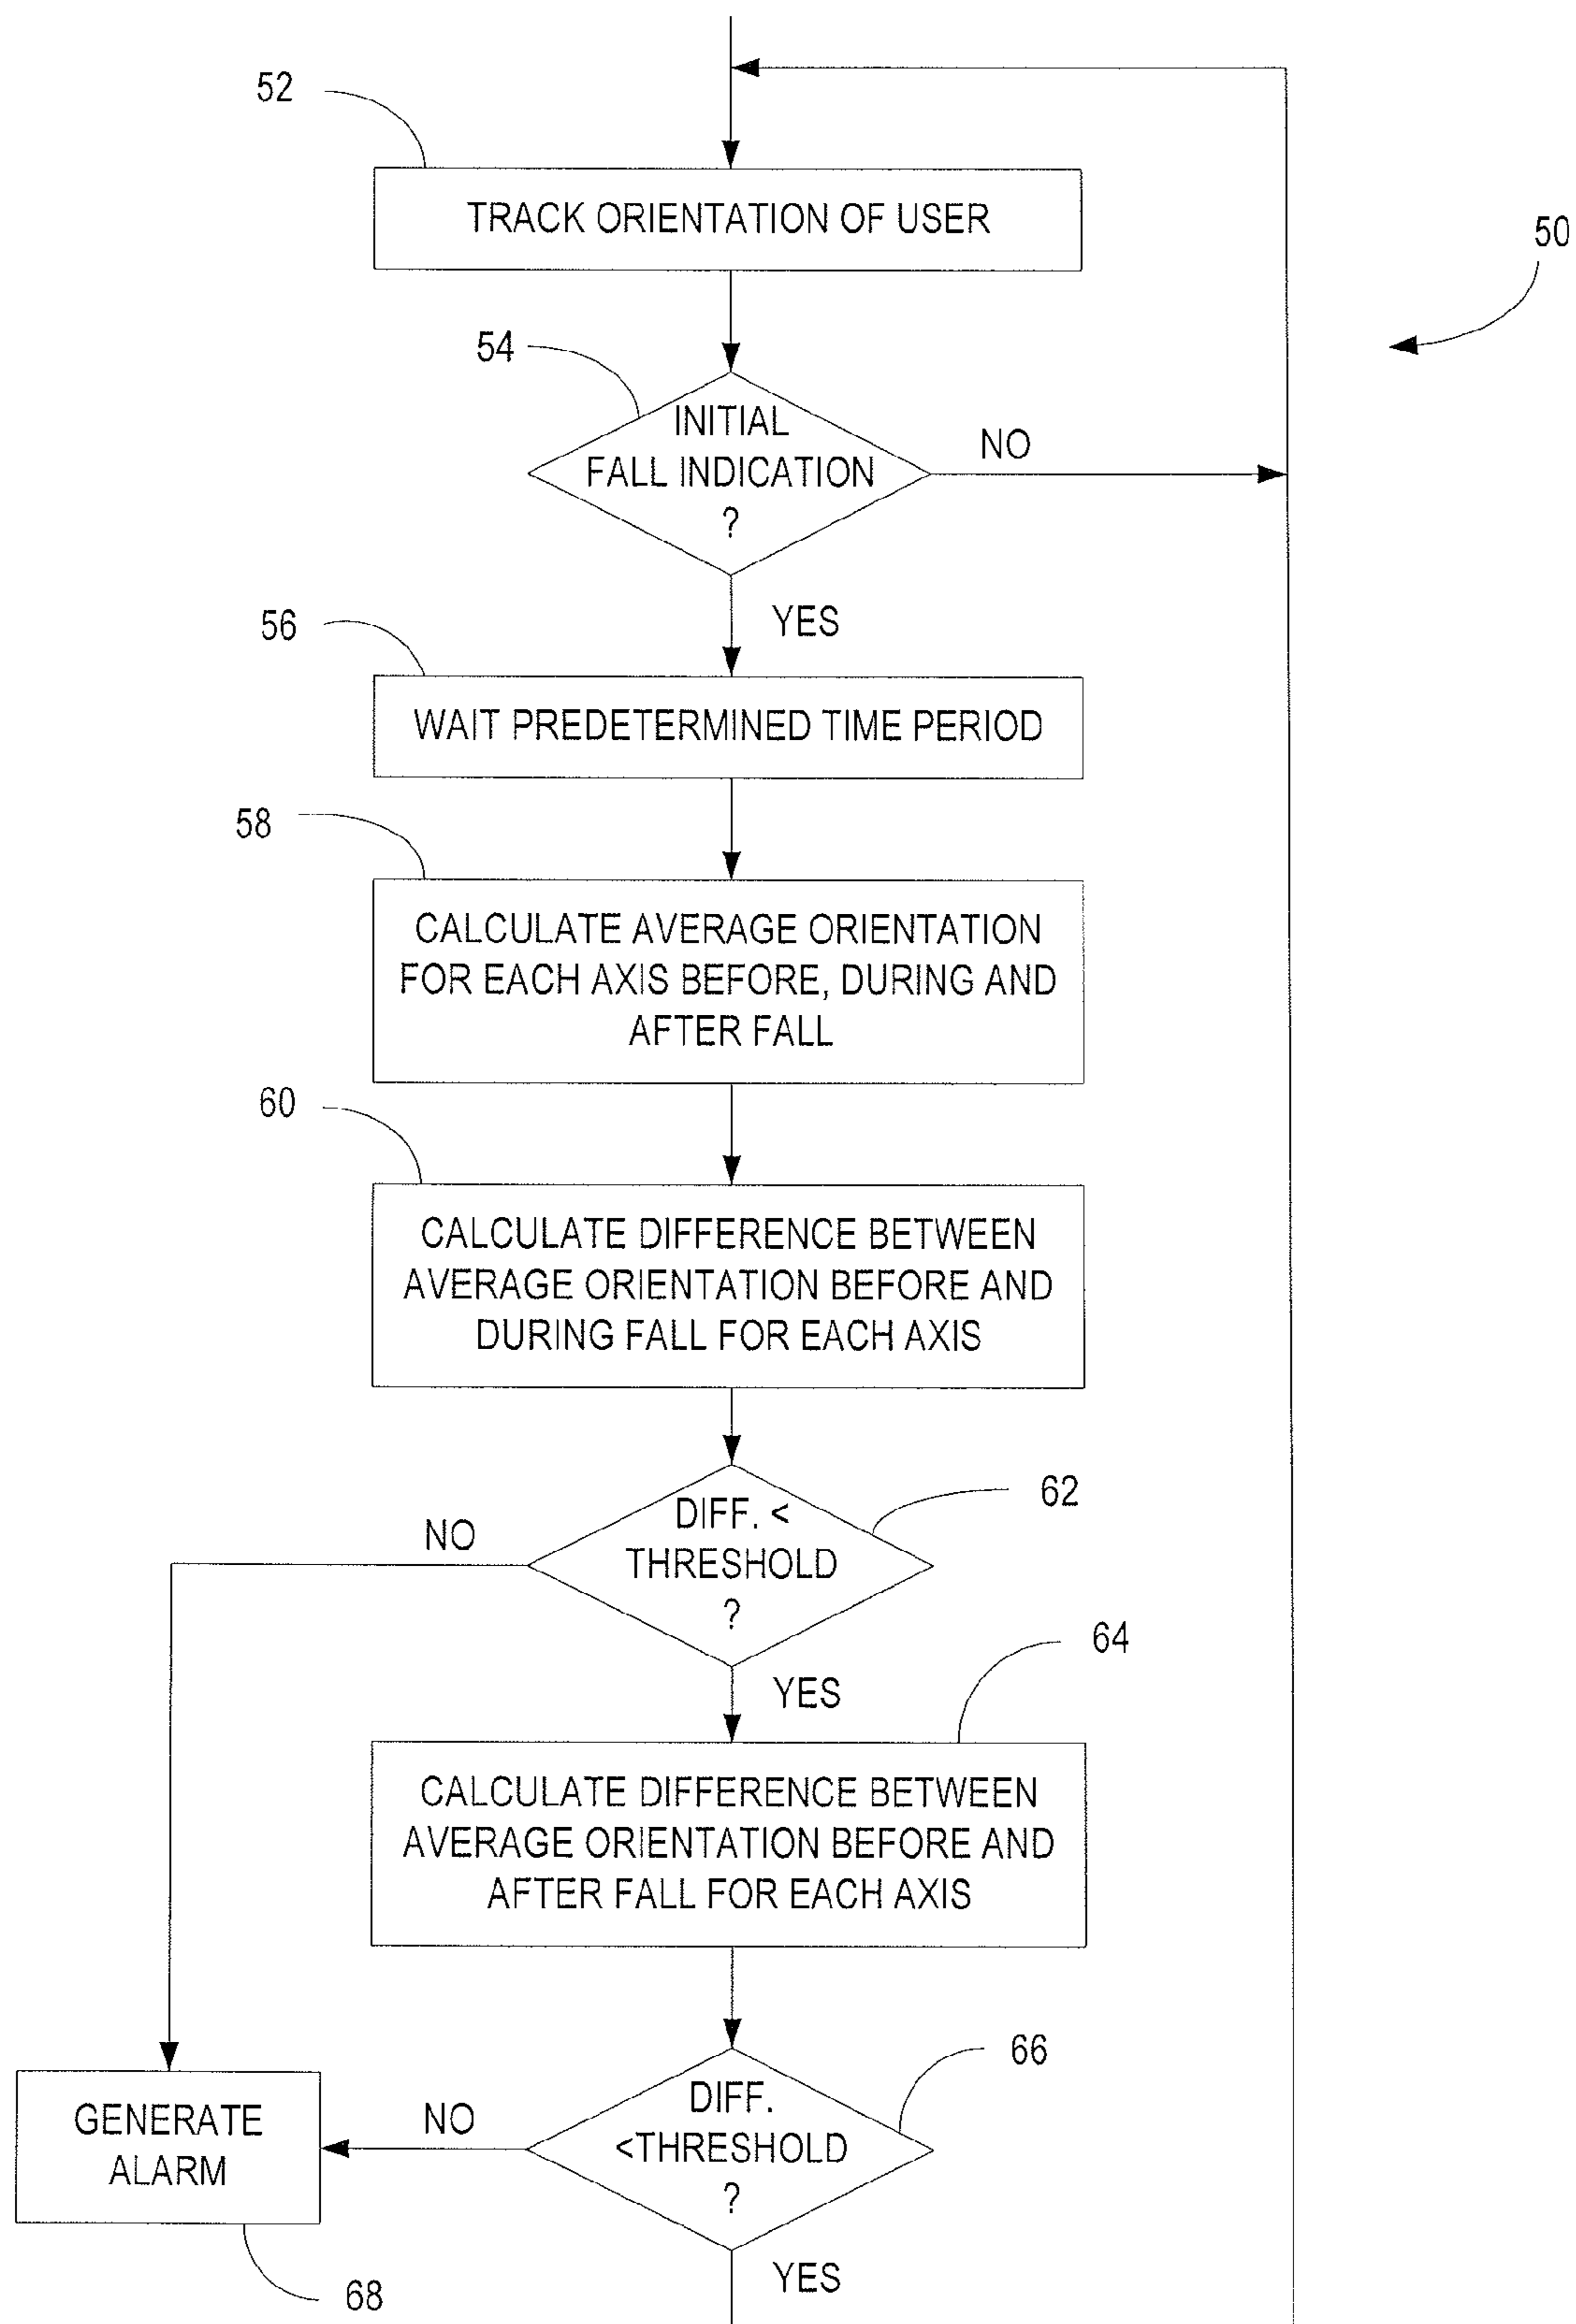 52
TRACK ORIENTATION OF USER
50
54
INITIAL
FALL INDICATION
?
NO
YES
56
WAIT PREDETERMINED TIME PERIOD
58
CALCULATE AVERAGE ORIENTATION
FOR EACH AXIS BEFORE, DURING AND
AFTER FALL
60
CALCULATE DIFFERENCE BETWEEN
AVERAGE ORIENTATION BEFORE AND
DURING FALL FOR EACH AXIS
62
DIFF. <
THRESHOLD
?
NO
YES
64
CALCULATE DIFFERENCE BETWEEN
AVERAGE ORIENTATION BEFORE AND
AFTER FALL FOR EACH AXIS
66
DIFF.
<THRESHOLD
?
NO
GENERATE
ALARM
YES
68